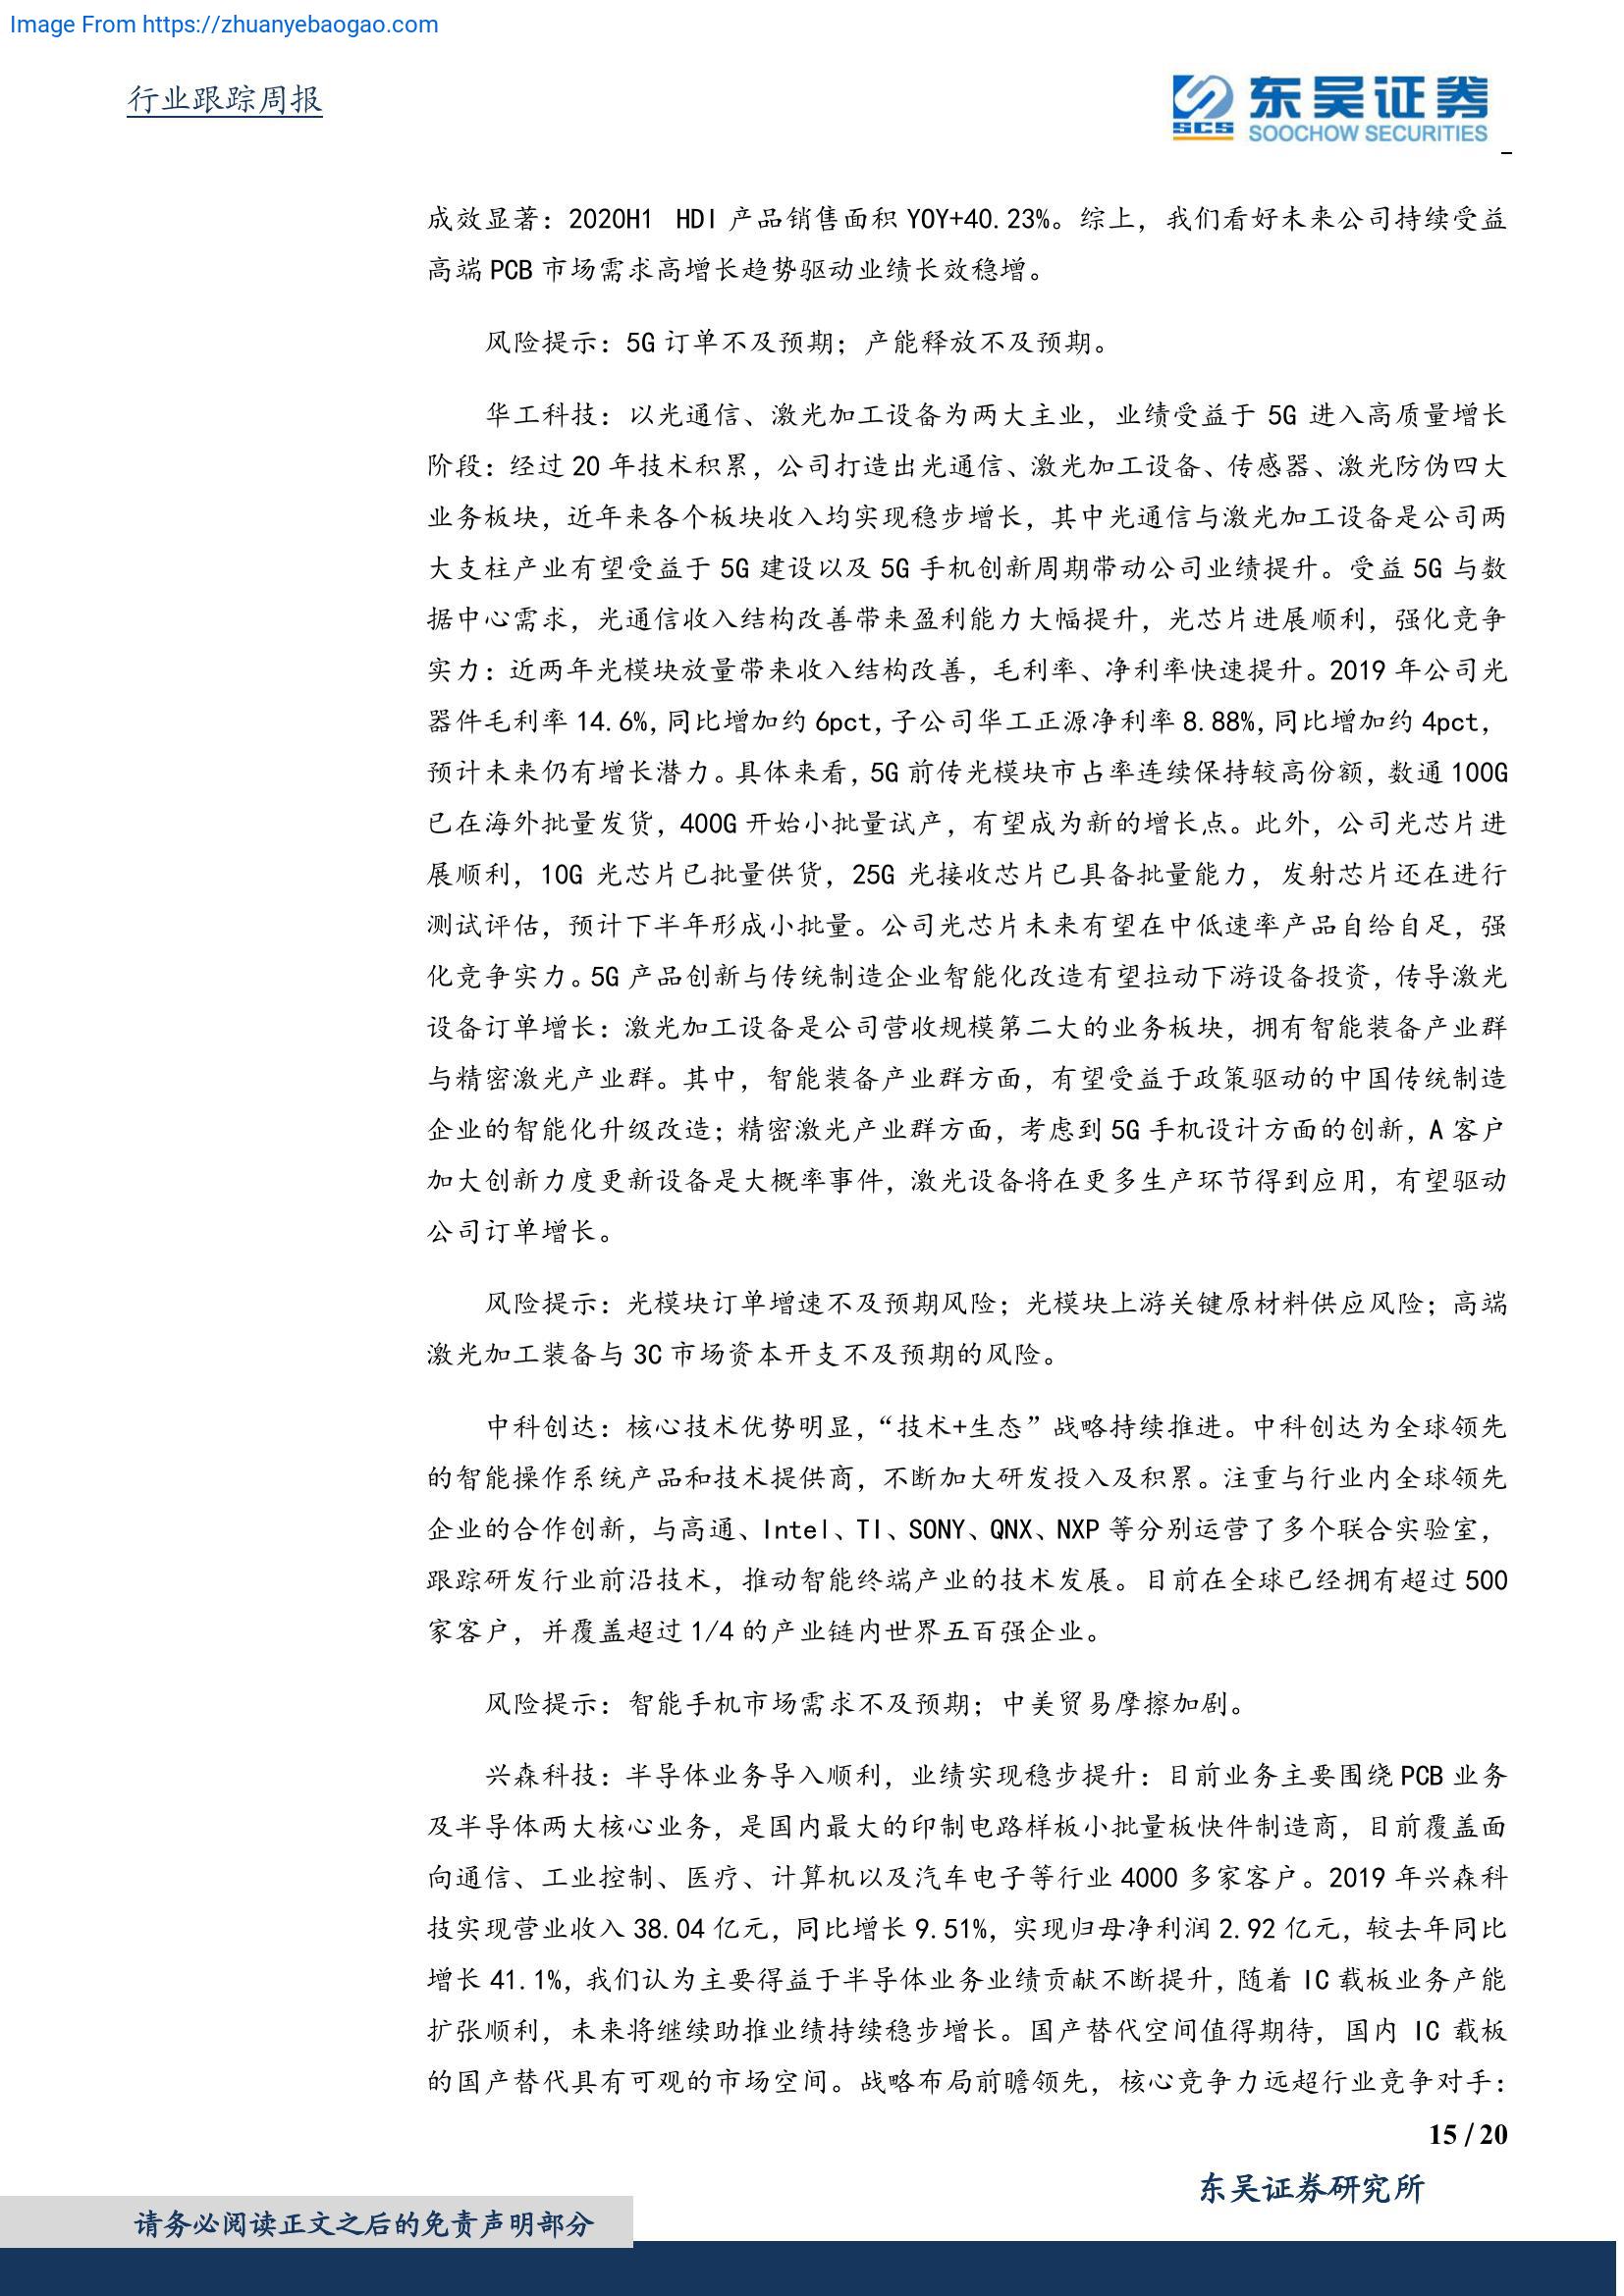 Image From https://zhuanyebaogao.com
行业跟踪周报
东吴证券
SCS
SOOCHOW SECURITIES
成效显著：2020H1 HDI 产品销售面积 YOY+40.23%。综上，我们看好未来公司持续受益
高端 PCB 市场需求高增长趋势驱动业绩长效稳增。
风险提示：5G 订单不及预期；产能释放不及预期。
华工科技：以光通信、激光加工设备为两大主业，业绩受益于 5G 进入高质量增长
阶段：经过 20 年技术积累，公司打造出光通信、激光加工设备、传感器、激光防伪四大
业务板块，近年来各个板块收入均实现稳步增长，其中光通信与激光加工设备是公司两
大支柱产业有望受益于 5G 建设以及 5G 手机创新周期带动公司业绩提升。受益 5G 与数
据中心需求，光通信收入结构改善带来盈利能力大幅提升，光芯片进展顺利，强化竞争
实力：近两年光模块放量带来收入结构改善，毛利率、净利率快速提升。2019 年公司光
器件毛利率 14.6%，同比增加约 6pct，子公司华工正源净利率 8.88%，同比增加约 4pct，
预计未来仍有增长潜力。具体来看，5G 前传光模块市占率连续保持较高份额，数通 100G
已在海外批量发货，400G 开始小批量试产，有望成为新的增长点。此外，公司光芯片进
展顺利，10G 光芯片已批量供货，25G 光接收芯片已具备批量能力，发射芯片还在进行
测试评估，预计下半年形成小批量。公司光芯片未来有望在中低速率产品自给自足，强
化竞争实力。5G 产品创新与传统制造企业智能化改造有望拉动下游设备投资，传导激光
设备订单增长：激光加工设备是公司营收规模第二大的业务板块，拥有智能装备产业群
与精密激光产业群。其中，智能装备产业群方面，有望受益于政策驱动的中国传统制造
企业的智能化升级改造；精密激光产业群方面，考虑到 5G 手机设计方面的创新，A 客户
加大创新力度更新设备是大概率事件，激光设备将在更多生产环节得到应用，有望驱动
公司订单增长。
风险提示：光模块订单增速不及预期风险；光模块上游关键原材料供应风险；高端
激光加工装备与 3C 市场资本开支不及预期的风险。
中科创达：核心技术优势明显，“技术+生态”战略持续推进。中科创达为全球领先
的智能操作系统产品和技术提供商，不断加大研发投入及积累。注重与行业内全球领先
企业的合作创新，与高通、Intel、TI、SONY、QNX、NXP 等分别运营了多个联合实验室，
跟踪研发行业前沿技术，推动智能终端产业的技术发展。目前在全球已经拥有超过 500
家客户，并覆盖超过 1/4 的产业链内世界五百强企业。
风险提示：智能手机市场需求不及预期；中美贸易摩擦加剧。
兴森科技：半导体业务导入顺利，业绩实现稳步提升：目前业务主要围绕 PCB 业务
及半导体两大核心业务，是国内最大的印制电路样板小批量板快件制造商，目前覆盖面
向通信、工业控制、医疗、计算机以及汽车电子等行业 4000 多家客户。2019 年兴森科
技实现营业收入 38.04 亿元，同比增长 9.51%，实现归母净利润 2.92 亿元，较去年同比
增长 41.1%，我们认为主要得益于半导体业务业绩贡献不断提升，随着 IC 载板业务产能
扩张顺利，未来将继续助推业绩持续稳步增长。国产替代空间值得期待，国内 IC 载板
的国产替代具有可观的市场空间。战略布局前瞻领先，核心竞争力远超行业竞争对手：
15 / 20
东吴证券研究所
请务必阅读正文之后的免责声明部分